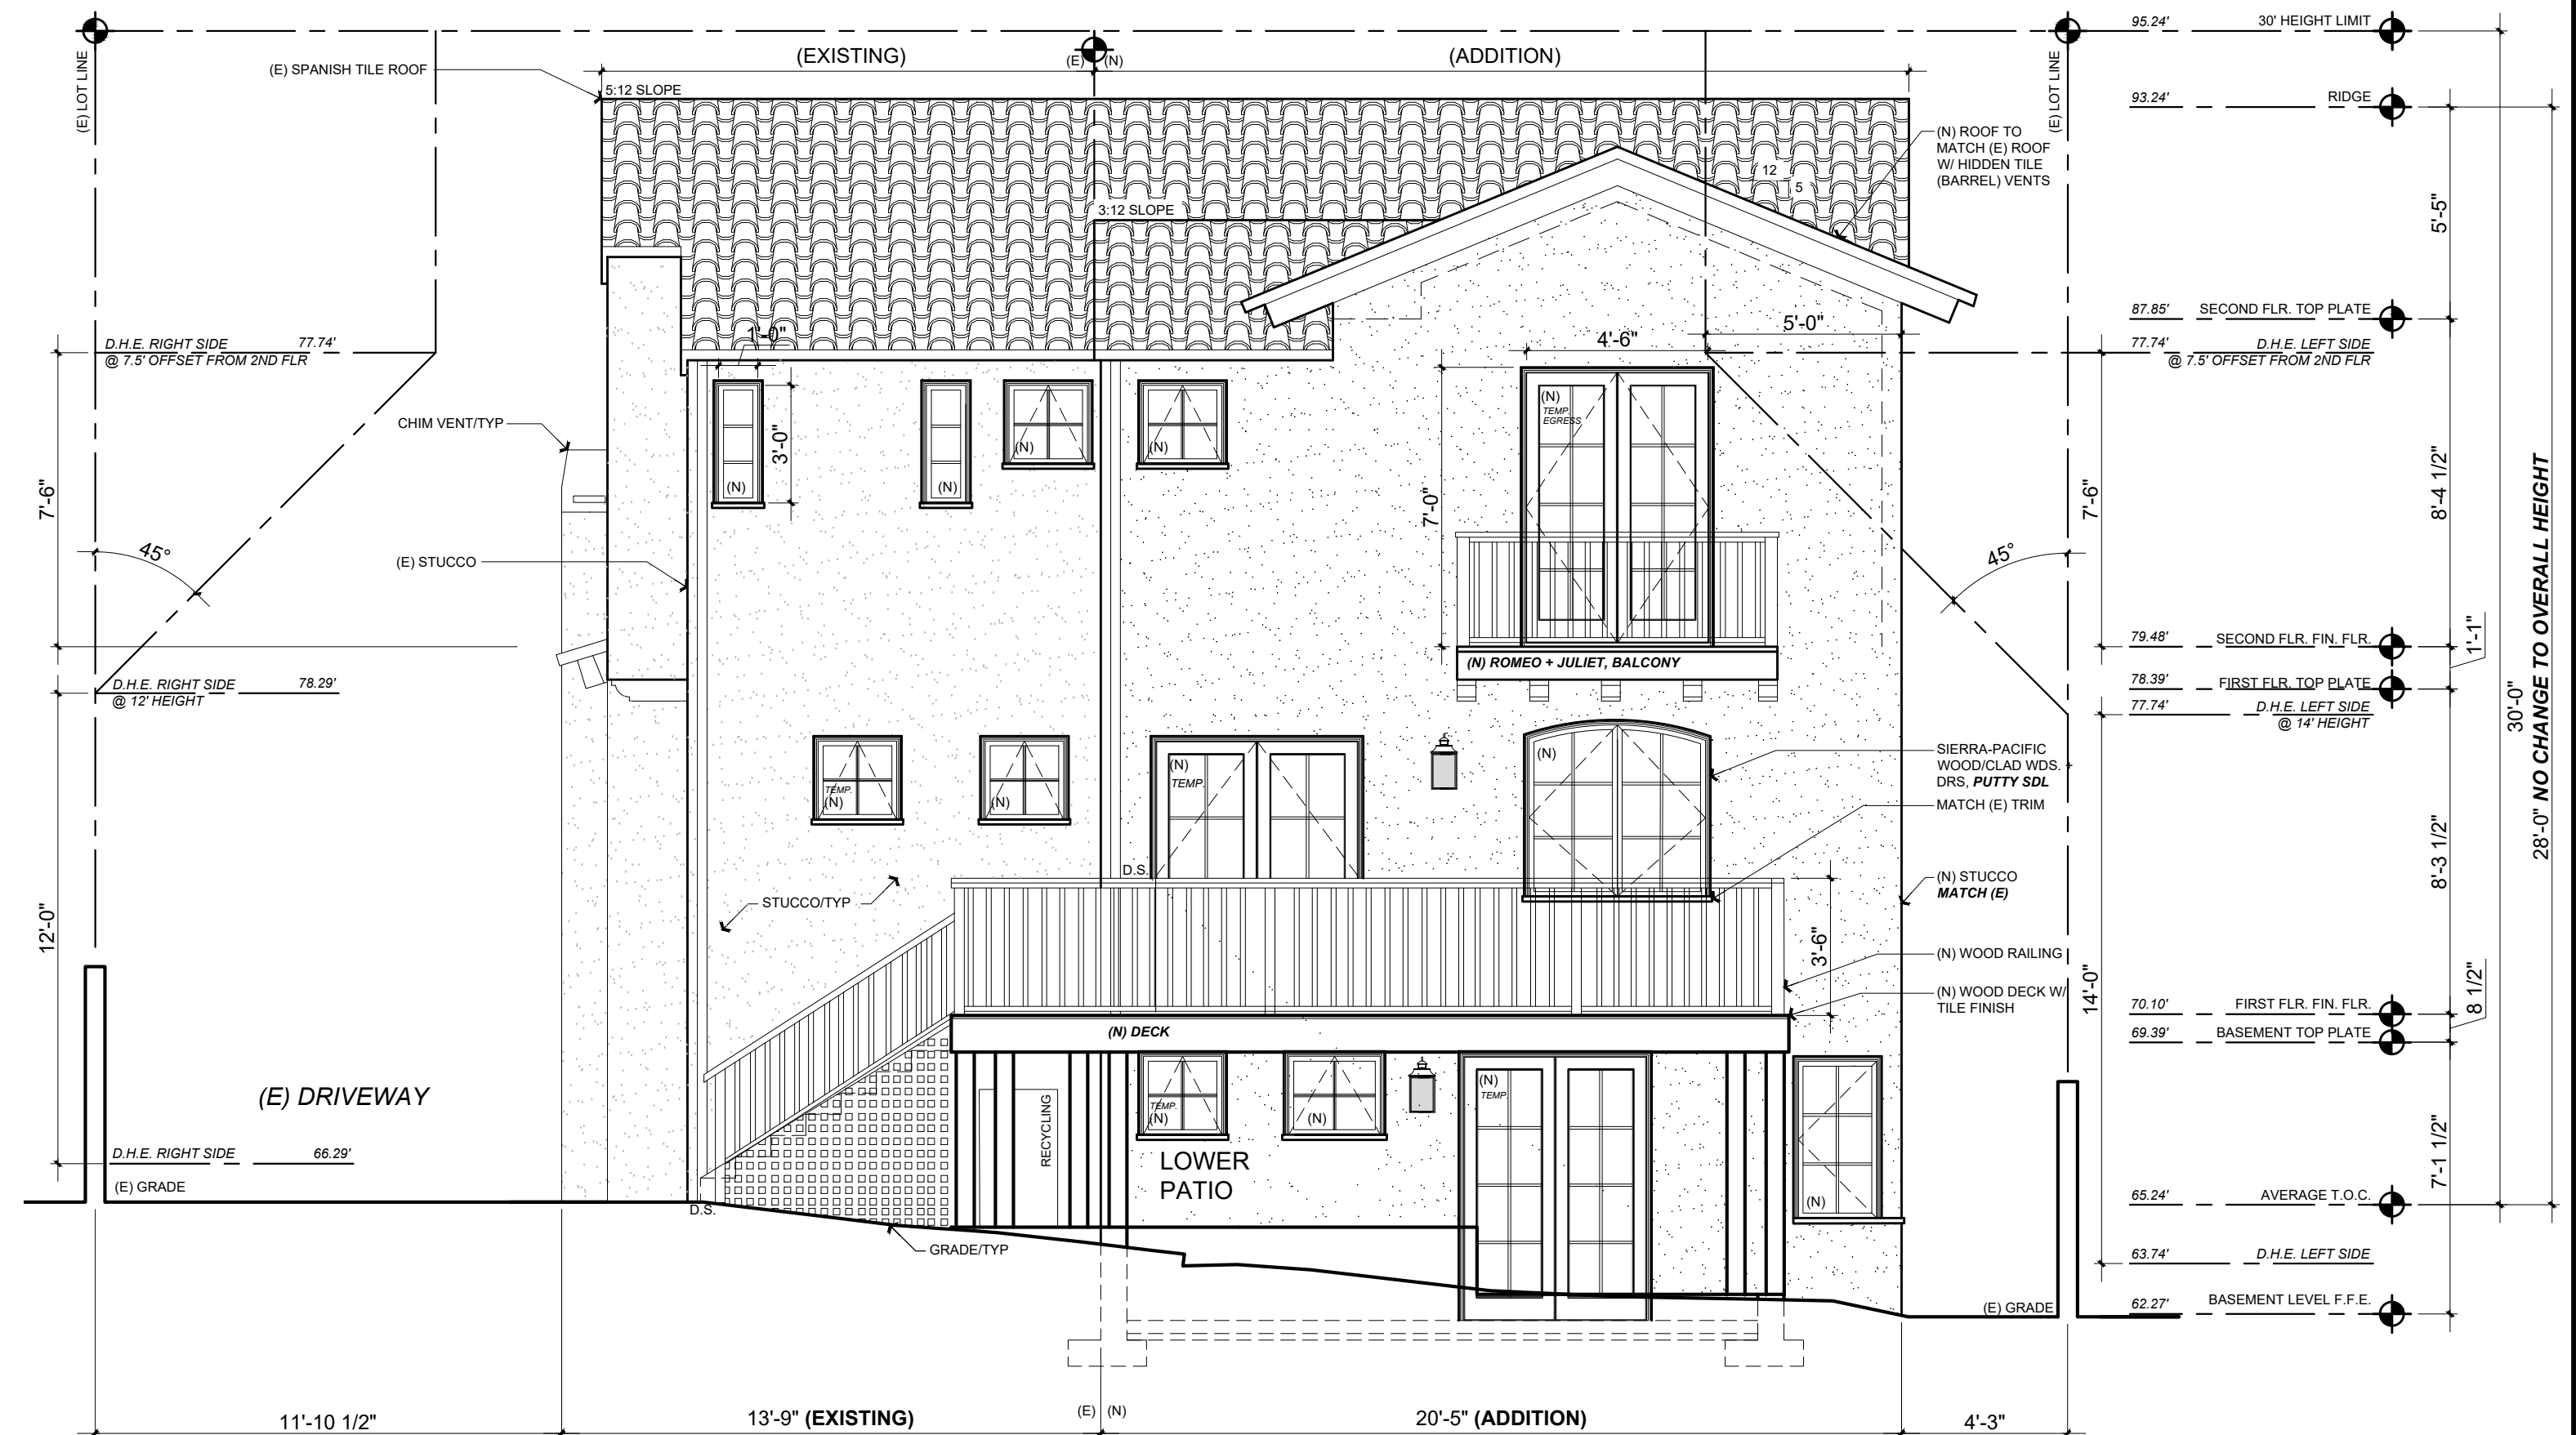 95.24' 30' HEIGHT LIMIT
(EXISTING)
(E) (N)
(ADDITION)
(E) LOT LINE
(E) LOT LINE
(E) SPANISH TILE ROOF
5:12 SLOPE
93.24' RIDGE
(N) ROOF TO
MATCH (E) ROOF
W/ HIDDEN TILE
(BARREL) VENTS
12
5
3:12 SLOPE
5'-5"
87.85' SECOND FLR. TOP PLATE
D.H.E. RIGHT SIDE 77.74'
@ 7.5' OFFSET FROM 2ND FLR
1'-0"
4'-6"
5'-0"
77.74' D.H.E. LEFT SIDE
@ 7.5' OFFSET FROM 2ND FLR
CHIM VENT/TYP
3'-0"
(N)
(N)
(N)
(N)
(N)
TEMP.
EGRESS
7'-0"
7'-6"
7'-6"
8'-4 1/2"
45°
45°
(E) STUCCO
28'-0" NO CHANGE TO OVERALL HEIGHT
30'-0"
1'-1"
79.48' SECOND FLR. FIN. FLR.
(N) ROMEO + JULIET, BALCONY
D.H.E. RIGHT SIDE 78.29'
@ 12' HEIGHT
78.39' FIRST FLR. TOP PLATE
77.74' D.H.E. LEFT SIDE
@ 14' HEIGHT
TEMP.
(N)
(N)
(N)
TEMP.
(N)
SIERRA-PACIFIC
WOOD/CLAD WDS. +
DRS, PUTTY SDL
MATCH (E) TRIM
8'-3 1/2"
D.S.
STUCCO/TYP
(N) STUCCO
MATCH (E)
12'-0"
3'-6"
(N) WOOD RAILING
(N) WOOD DECK W/
TILE FINISH
14'-0"
8 1/2"
70.10' FIRST FLR. FIN. FLR.
69.39' BASEMENT TOP PLATE
(N) DECK
(E) DRIVEWAY
RECYCLING
TEMP.
(N)
(N)
(N)
TEMP.
(N)
LOWER
PATIO
7'-1 1/2"
D.H.E. RIGHT SIDE 66.29'
(E) GRADE
D.S.
65.24' AVERAGE T.O.C.
GRADE/TYP
63.74' D.H.E. LEFT SIDE
(E) GRADE
62.27' BASEMENT LEVEL F.F.E.
11'-10 1/2"
13'-9" (EXISTING)
(E) (N)
20'-5" (ADDITION)
4'-3"